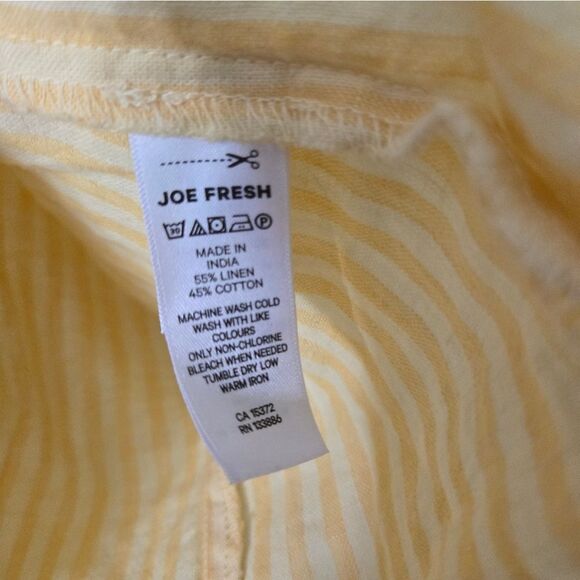 JOE FRESH
30
MADE IN
INDIA
55% LINEN
45% COTTON
MACHINE WASH COLD
WASH WITH LIKE
COLOURS
ONLY NON-CHLORINE
BLEACH WHEN NEEDED
TUMBLE DRY LOW
WARM IRON
CA 15372
RN 133886